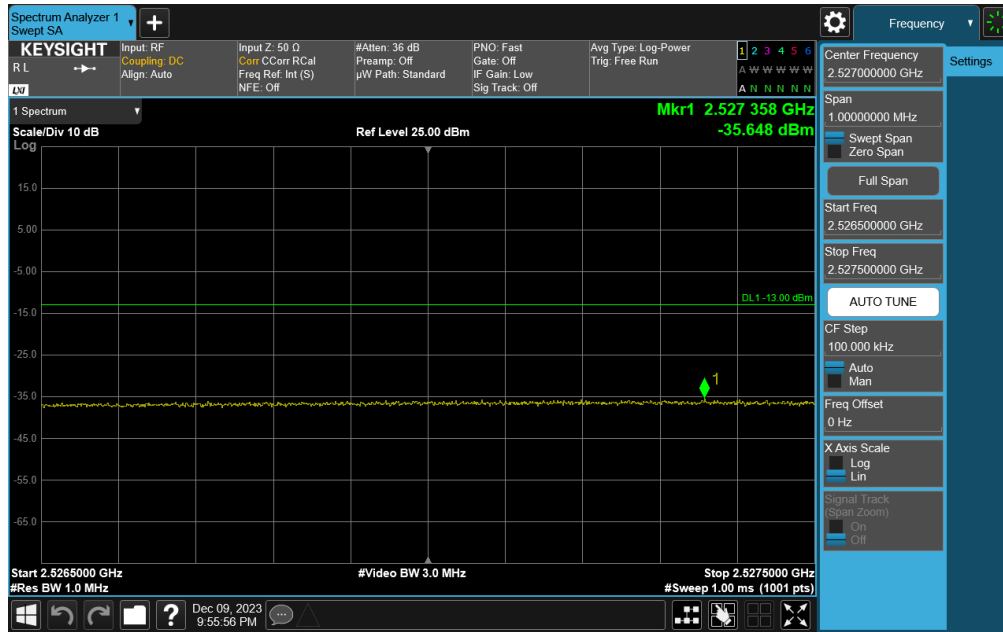 Spectrum Analyzer 1
Swept SA
Frequency
KEYSIGHT
R L
LXI
Input: RF
Coupling: DC
Align: Auto
Input Z: 50 Ω
Corr CCorr RCal
Freq Ref: Int (S)
NFE: Off
#Atten: 36 dB
Preamp: Off
µW Path: Standard
PNO: Fast
Gate: Off
IF Gain: Low
Sig Track: Off
Avg Type: Log-Power
Trig: Free Run
1 2 3 4 5 6
A W W W W W
A N N N N N
1 Spectrum
Mkr1 2.527 358 GHz
-35.648 dBm
Scale/Div 10 dB
Ref Level 25.00 dBm
Log
15.0
5.00
-5.00
DL1 -13.00 dBm
-15.0
-25.0
1
-35.0
-45.0
-55.0
-65.0
Start 2.5265000 GHz
#Video BW 3.0 MHz
Stop 2.5275000 GHz
#Res BW 1.0 MHz
#Sweep 1.00 ms (1001 pts)
Center Frequency
2.527000000 GHz
Settings
Span
1.00000000 MHz
Swept Span
Zero Span
Full Span
Start Freq
2.526500000 GHz
Stop Freq
2.527500000 GHz
AUTO TUNE
CF Step
100.000 kHz
Auto
Man
Freq Offset
0 Hz
X Axis Scale
Log
Lin
Signal Track
(Span Zoom)
On
Off
?
Dec 09, 2023
9:55:56 PM